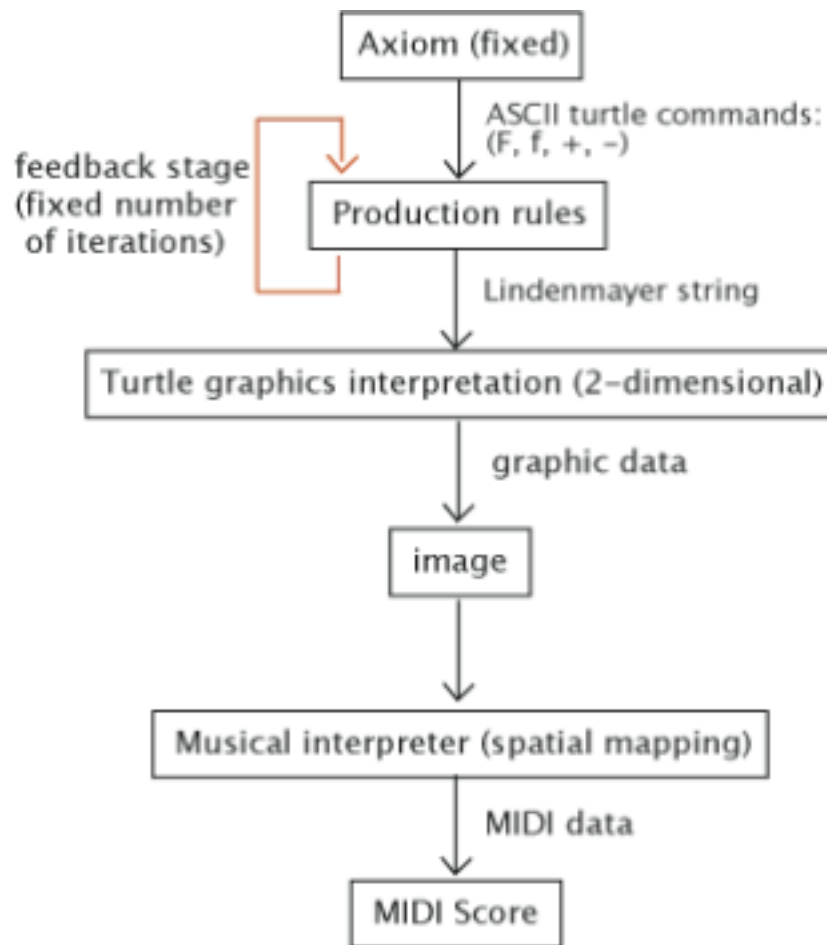 Axiom (fixed)
ASCII turtle commands:
(F, f, +, -)
feedback stage
(fixed number
of iterations)
Production rules
Lindenmayer string
Turtle graphics interpretation (2-dimensional)
graphic data
image
Musical interpreter (spatial mapping)
MIDI data
MIDI Score